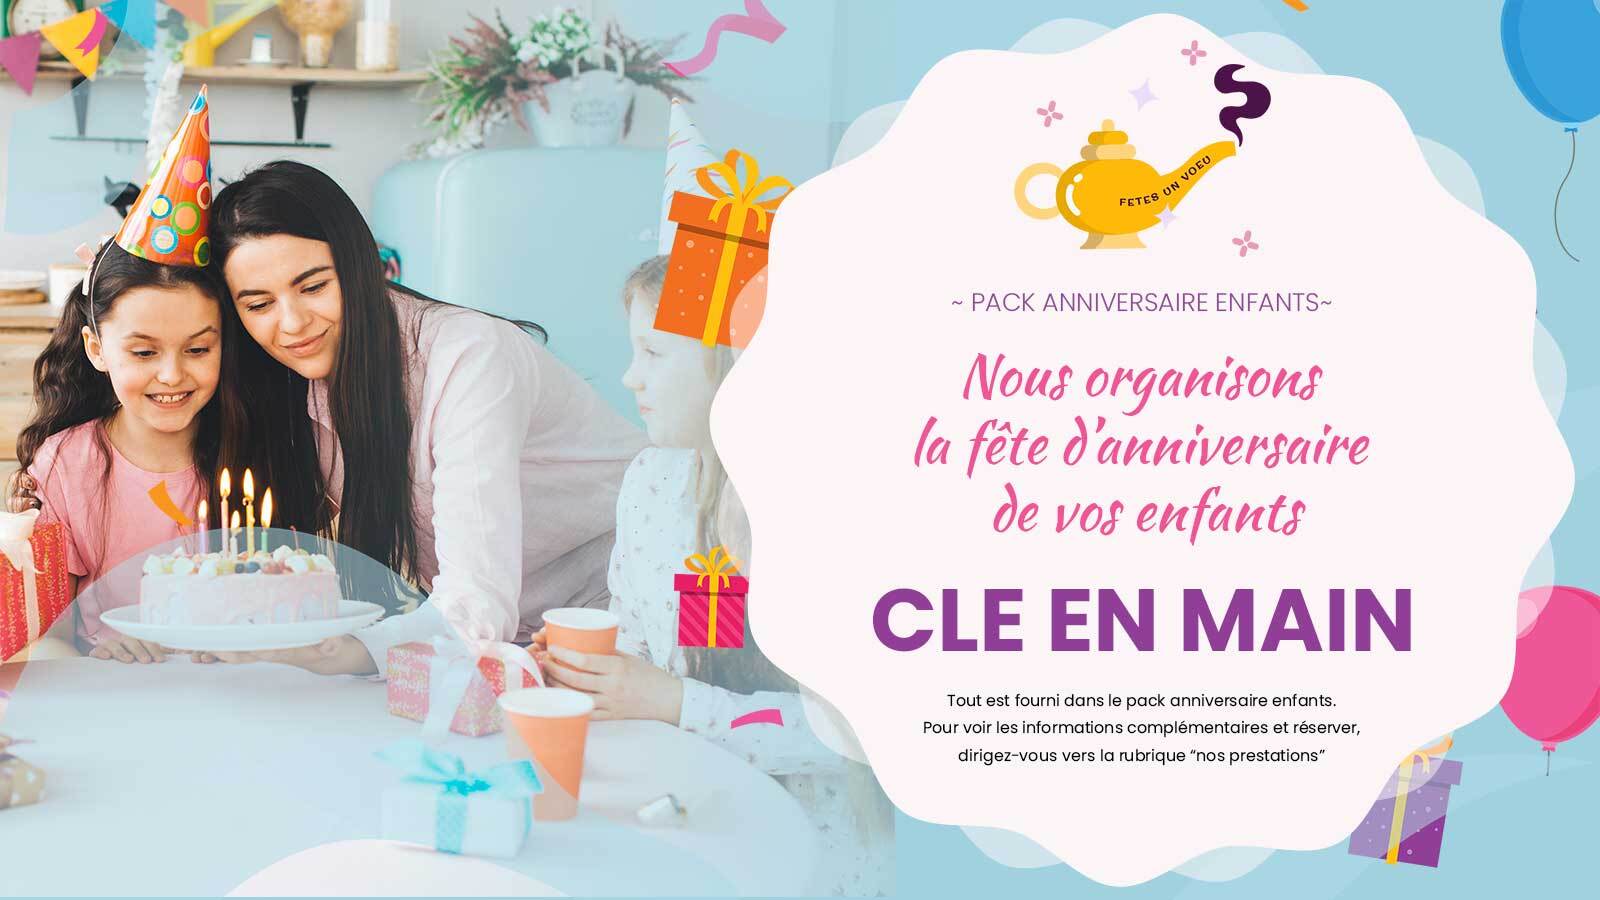 FETES UN VOEU
~ PACK ANNIVERSAIRE ENFANTS~
Nous organisons
la fête d'anniversaire
de vos enfants
CLE EN MAIN
Tout est fourni dans le pack anniversaire enfants.
Pour voir les informations complémentaires et réserver,
dirigez-vous vers la rubrique “nos prestations”